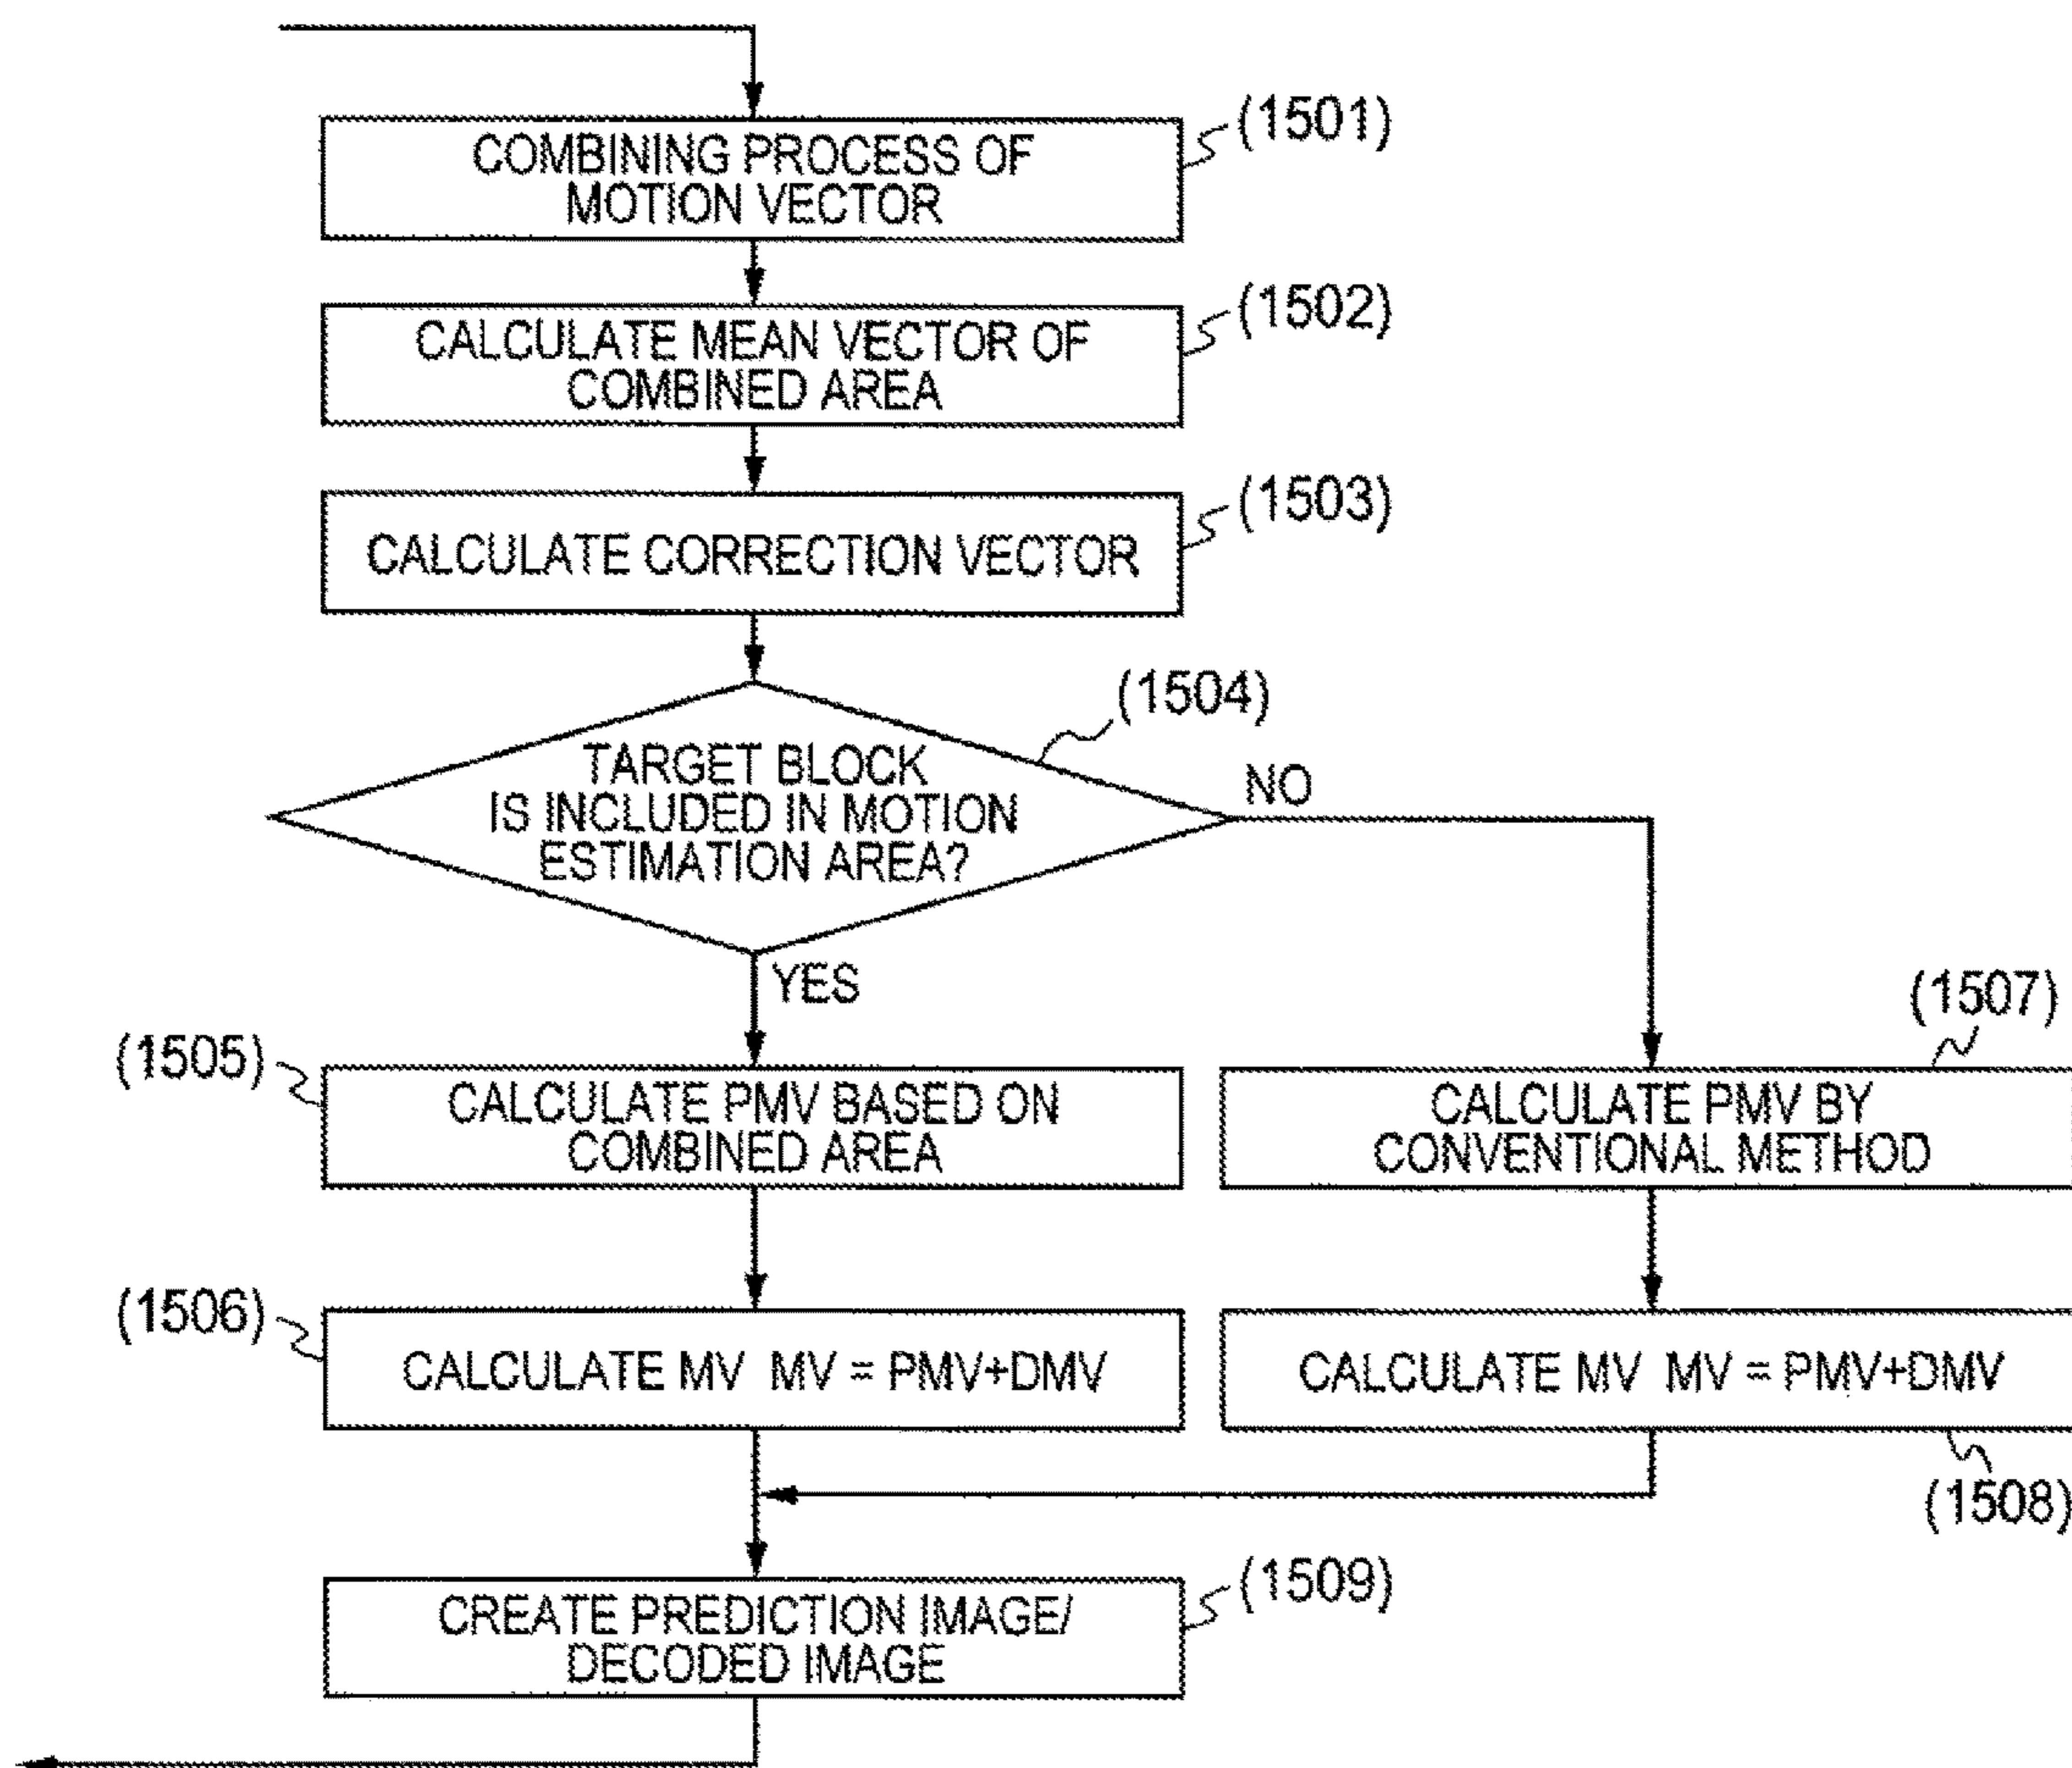 (1501)
COMBINING PROCESS OF
MOTION VECTOR
(1502)
CALCULATE MEAN VECTOR OF
COMBINED AREA
(1503)
CALCULATE CORRECTION VECTOR
(1504)
TARGET BLOCK
IS INCLUDED IN MOTION
ESTIMATION AREA?
NO
YES
(1505)
CALCULATE PMV BASED ON
COMBINED AREA
(1507)
CALCULATE PMV BY
CONVENTIONAL METHOD
(1506)
CALCULATE MV MV = PMV+DMV
CALCULATE MV MV = PMV+DMV
(1508)
(1509)
CREATE PREDICTION IMAGE/
DECODED IMAGE